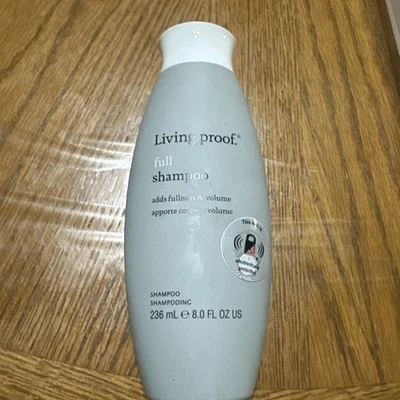 Living proof.®
full
shampoo
adds fullness & volume
apporte corps & volume
SHAMPOO
SHAMPOOING
236 mL e 8.0 FL OZ US